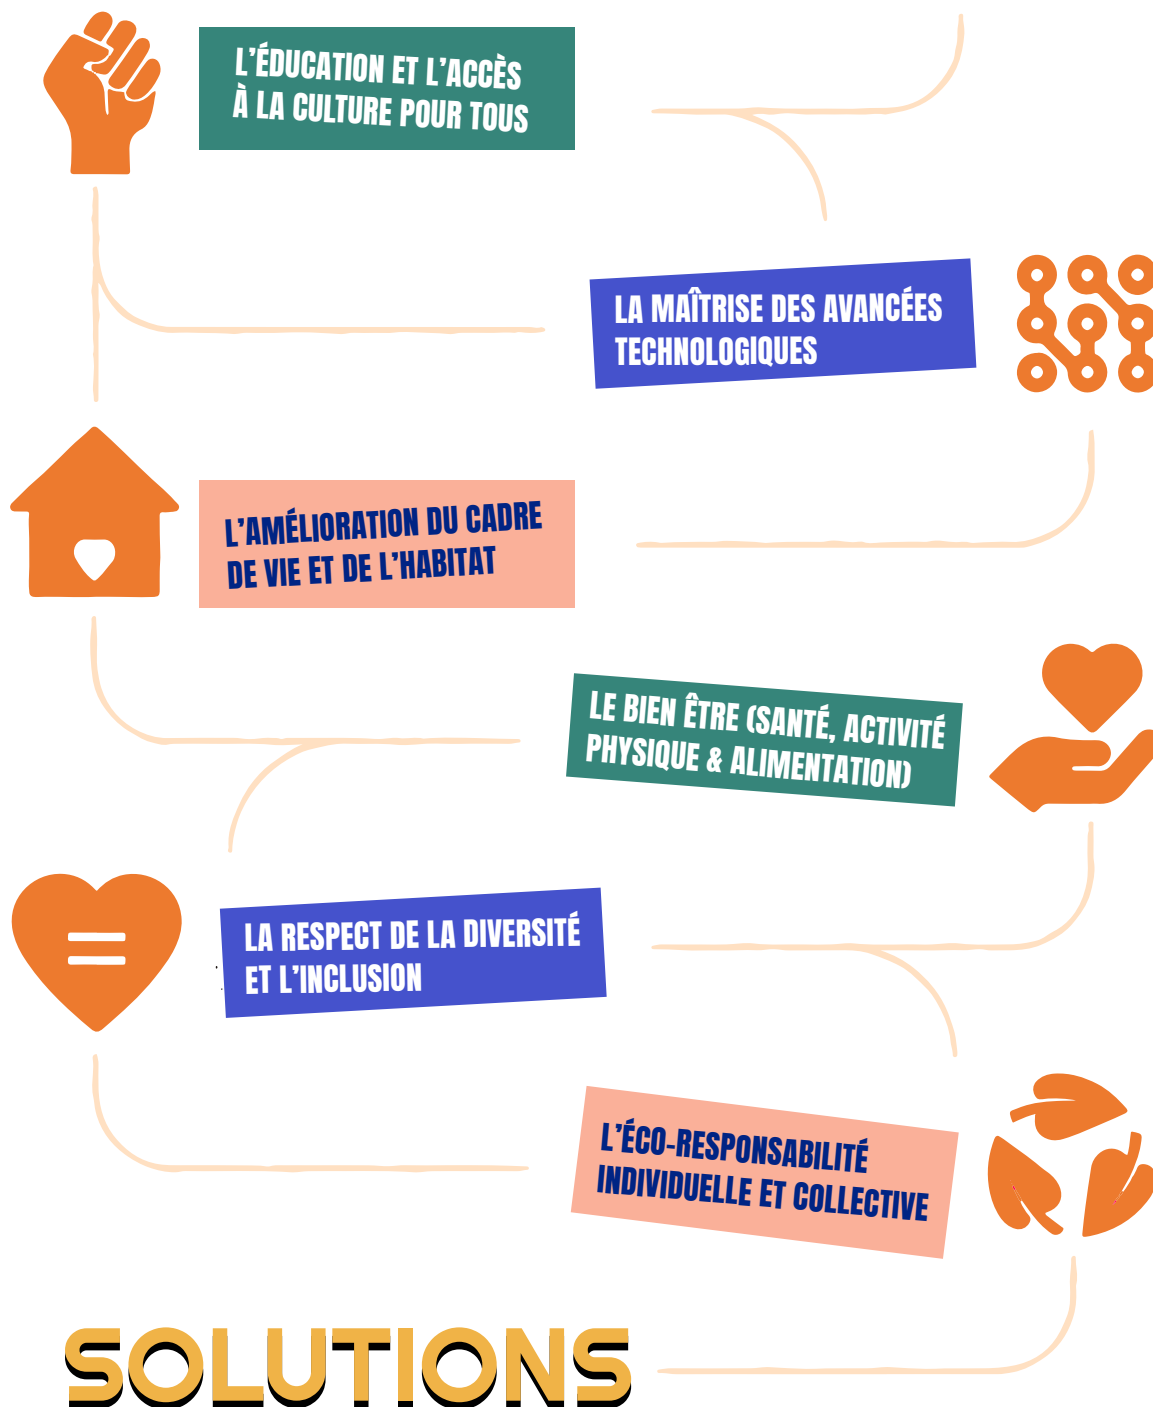 L'ÉDUCATION ET L'ACCÈS
À LA CULTURE POUR TOUS
LA MAÎTRISE DES AVANCÉES
TECHNOLOGIQUES
L'AMÉLIORATION DU CADRE
DE VIE ET DE L'HABITAT
LE BIEN ÊTRE (SANTÉ, ACTIVITÉ
PHYSIQUE & ALIMENTATION)
LA RESPECT DE LA DIVERSITÉ
ET L'INCLUSION
L'ÉCO-RESPONSABILITÉ
INDIVIDUELLE ET COLLECTIVE
SOLUTIONS